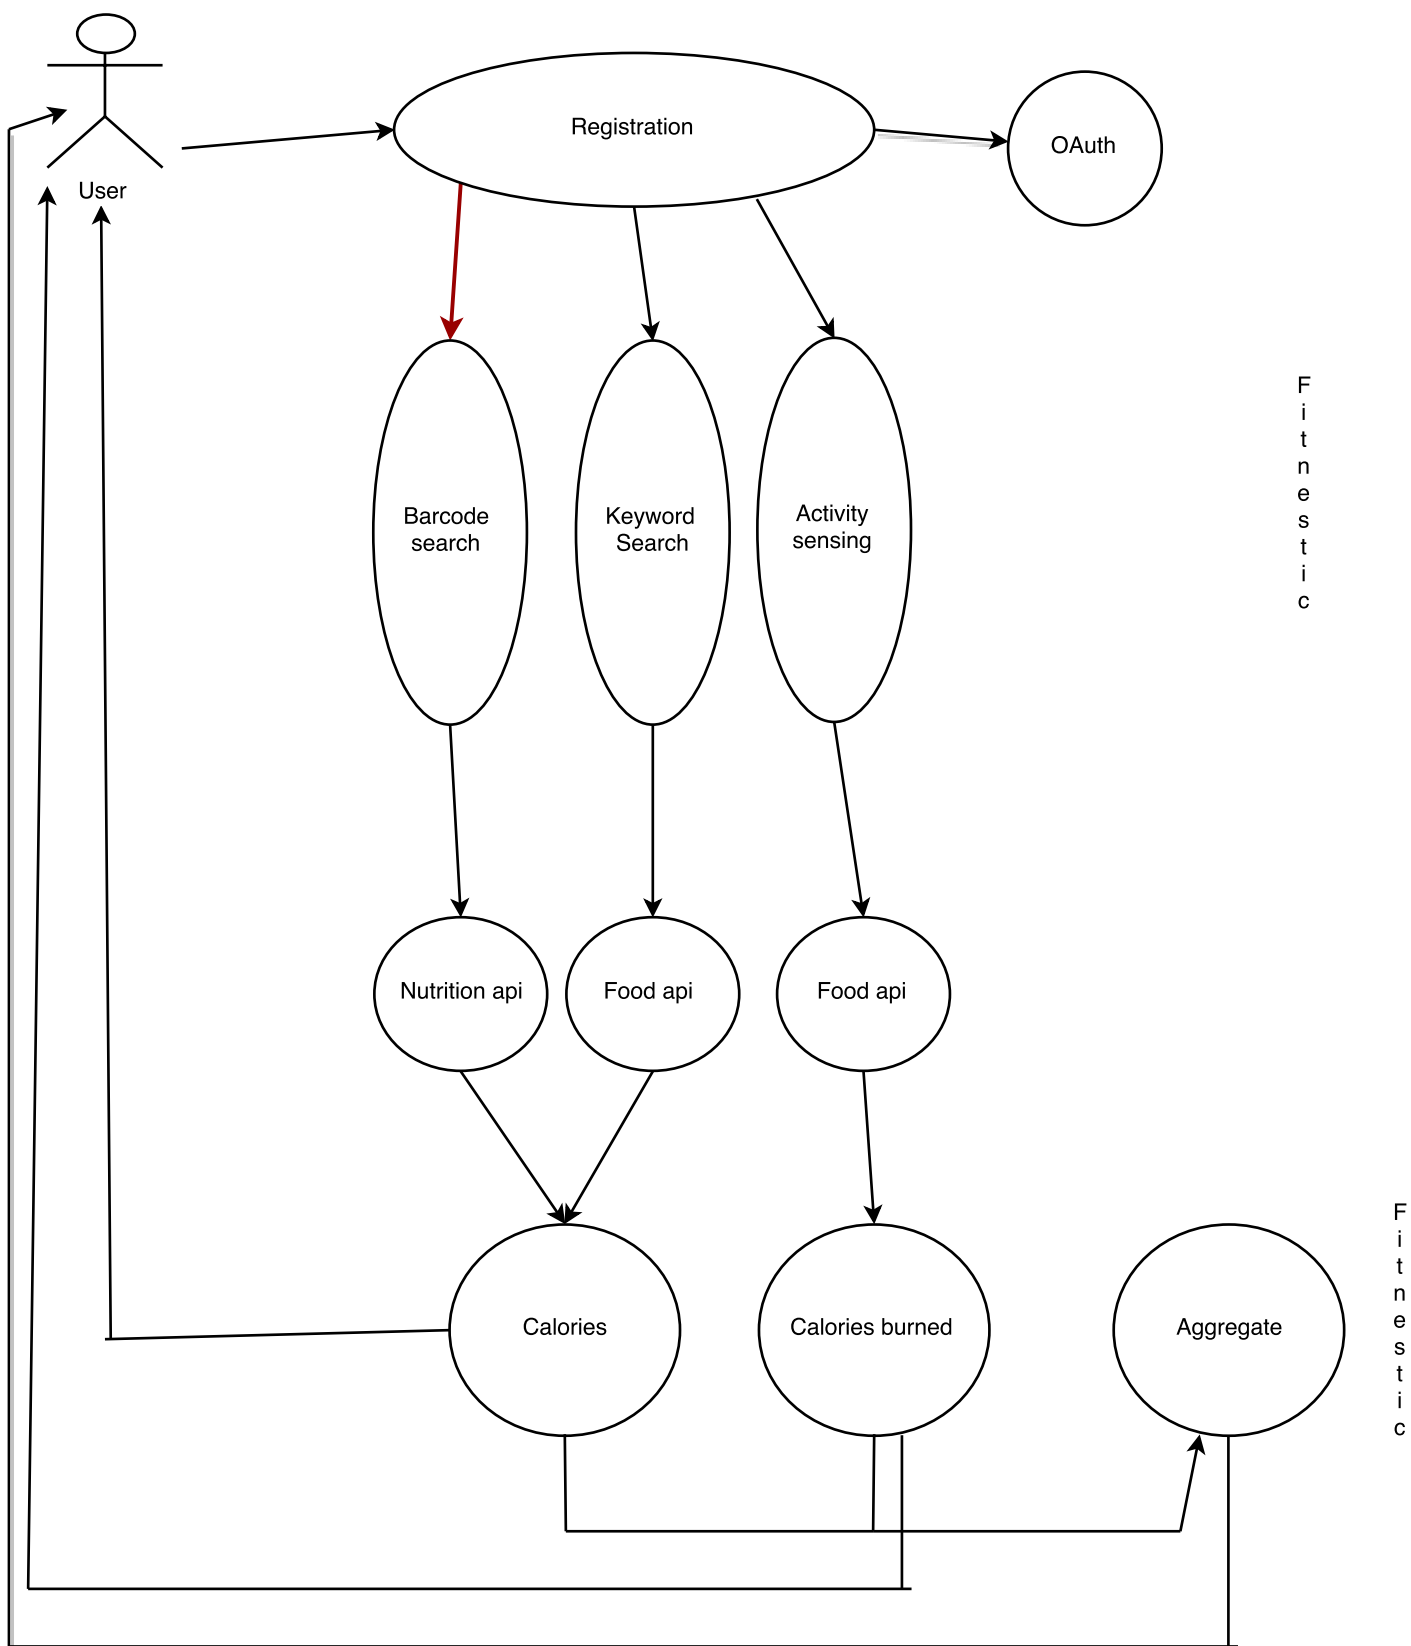 Registration
OAuth
User
F
i
t
n
e
s
t
i
c
Barcode
search
Keyword
Search
Activity
sensing
Nutrition api
Food api
Food api
F
i
t
n
e
s
t
i
c
Calories
Calories burned
Aggregate